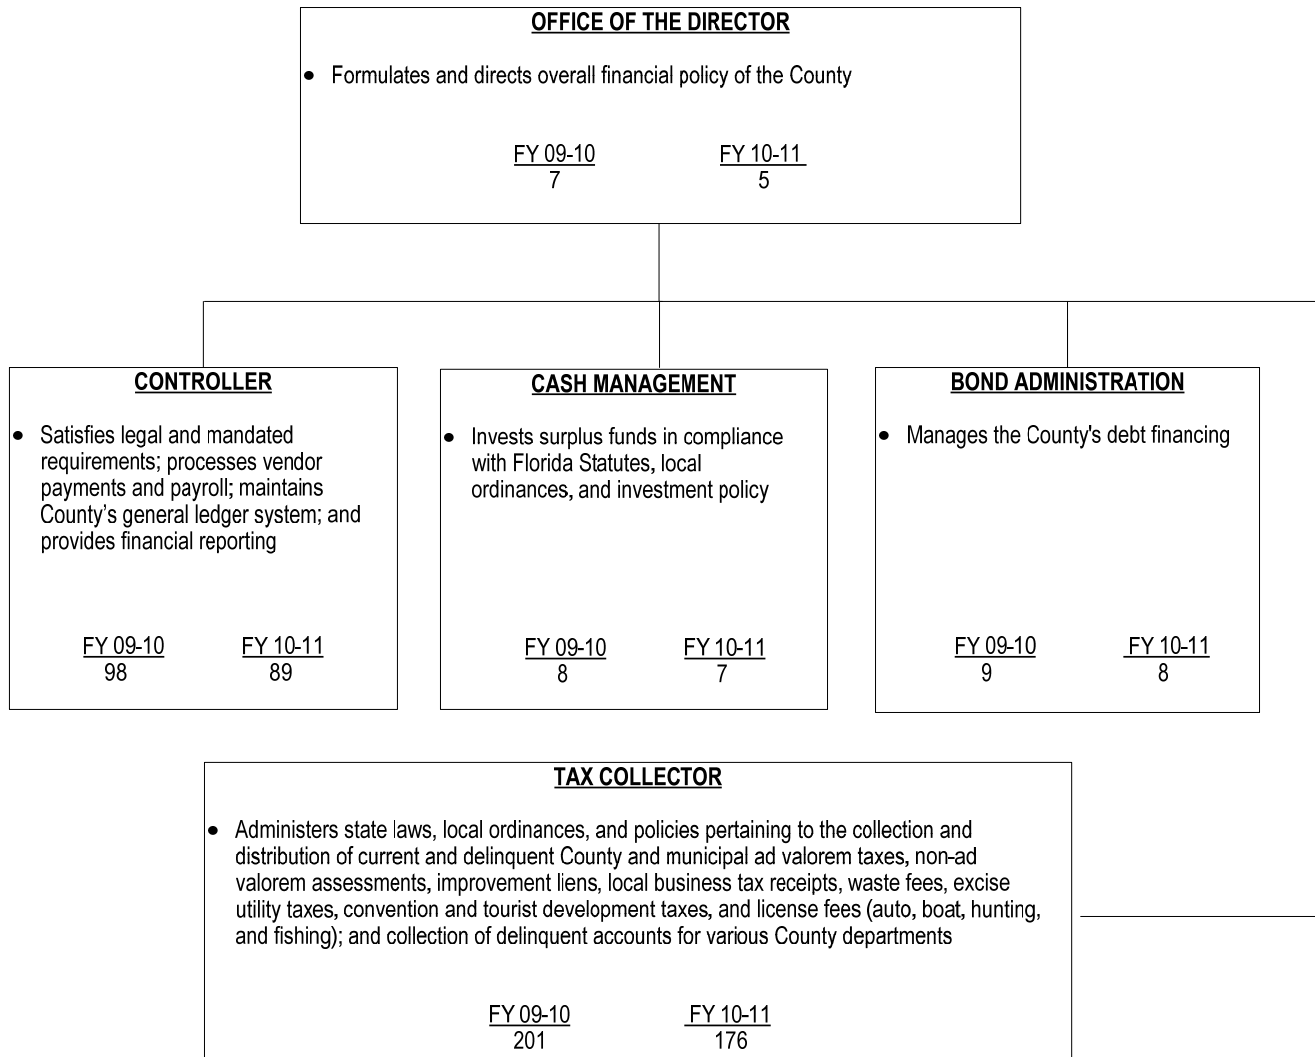 OFFICE OF THE DIRECTOR
• Formulates and directs overall financial policy of the County
FY 09-10 FY 10-11
7 5
CONTROLLER
• Satisfies legal and mandated
requirements; processes vendor
payments and payroll; maintains
County’s general ledger system; and
provides financial reporting
FY 09-10 FY 10-11
98 89
CASH MANAGEMENT
• Invests surplus funds in compliance
with Florida Statutes, local
ordinances, and investment policy
FY 09-10 FY 10-11
8 7
BOND ADMINISTRATION
• Manages the County's debt financing
FY 09-10 FY 10-11
9 8
TAX COLLECTOR
• Administers state laws, local ordinances, and policies pertaining to the collection and
distribution of current and delinquent County and municipal ad valorem taxes, non-ad
valorem assessments, improvement liens, local business tax receipts, waste fees, excise
utility taxes, convention and tourist development taxes, and license fees (auto, boat, hunting,
and fishing); and collection of delinquent accounts for various County departments
FY 09-10 FY 10-11
201 176